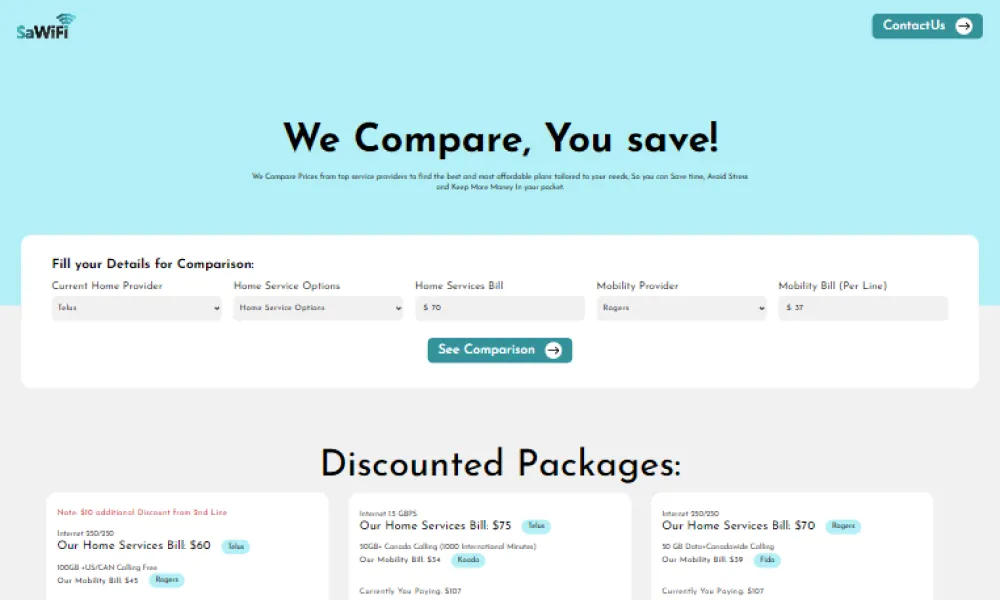 SaWiFi
ContactUs
We Compare, You save!
We Compare Prices from top service providers to find the best and most affordable plans tailored to your needs, So you can Save time, Avoid Stress
and Keep More Money In your pocket.
Fill your Details for Comparison:
Current Home Provider
Home Service Options
Home Services Bill
Mobility Provider
Mobility Bill (Per Line)
Telus
Home Service Options
$ 70
Rogers
$ 37
See Comparison
Discounted Packages:
Note: $10 additional Discount from 2nd Line
Internet 250/250
Our Home Services Bill: $60 Telus
100GB +US/CAN Calling Free
Our Mobility Bill: $45 Rogers
Internet 1.5 GBPS
Our Home Services Bill: $75 Telus
50GB+ Canada Calling (1000 International Minutes)
Our Mobility Bill: $34 Koodo
Currently You Paying: $107
Internet 250/250
Our Home Services Bill: $70 Rogers
50 GB Data+Canadawide Calling
Our Mobility Bill: $39 Fido
Currently You Paying: $107